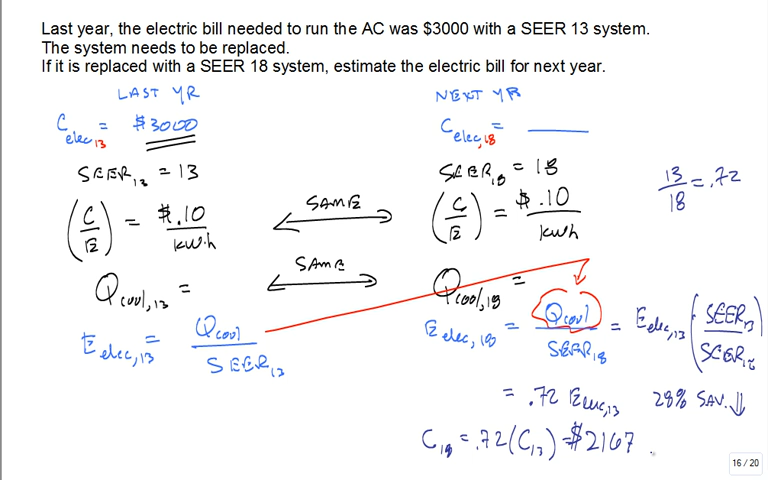 Last year, the electric bill needed to run the AC was $3000 with a SEER 13 system.
The system needs to be replaced.
If it is replaced with a SEER 18 system, estimate the electric bill for next year.
LAST YR
C elec,13 = $3000
SEER13 = 13
(C/E) = $.10/kW·h
Qcool,13 =
E elec,13 = Qcool/SEER13
SAME
SAME
NEXT YR
C elec,18 = ____
SEER18 = 18
(C/E) = $.10/kWh
Qcool,18 =
E elec,18 = Qcool/SEER18 = E elec,13 (SEER13/SEER18)
= .72 E elec,13 28% SAV. ↓
C18 = .72(C13) = $2167
13/18 = .72
16 / 20